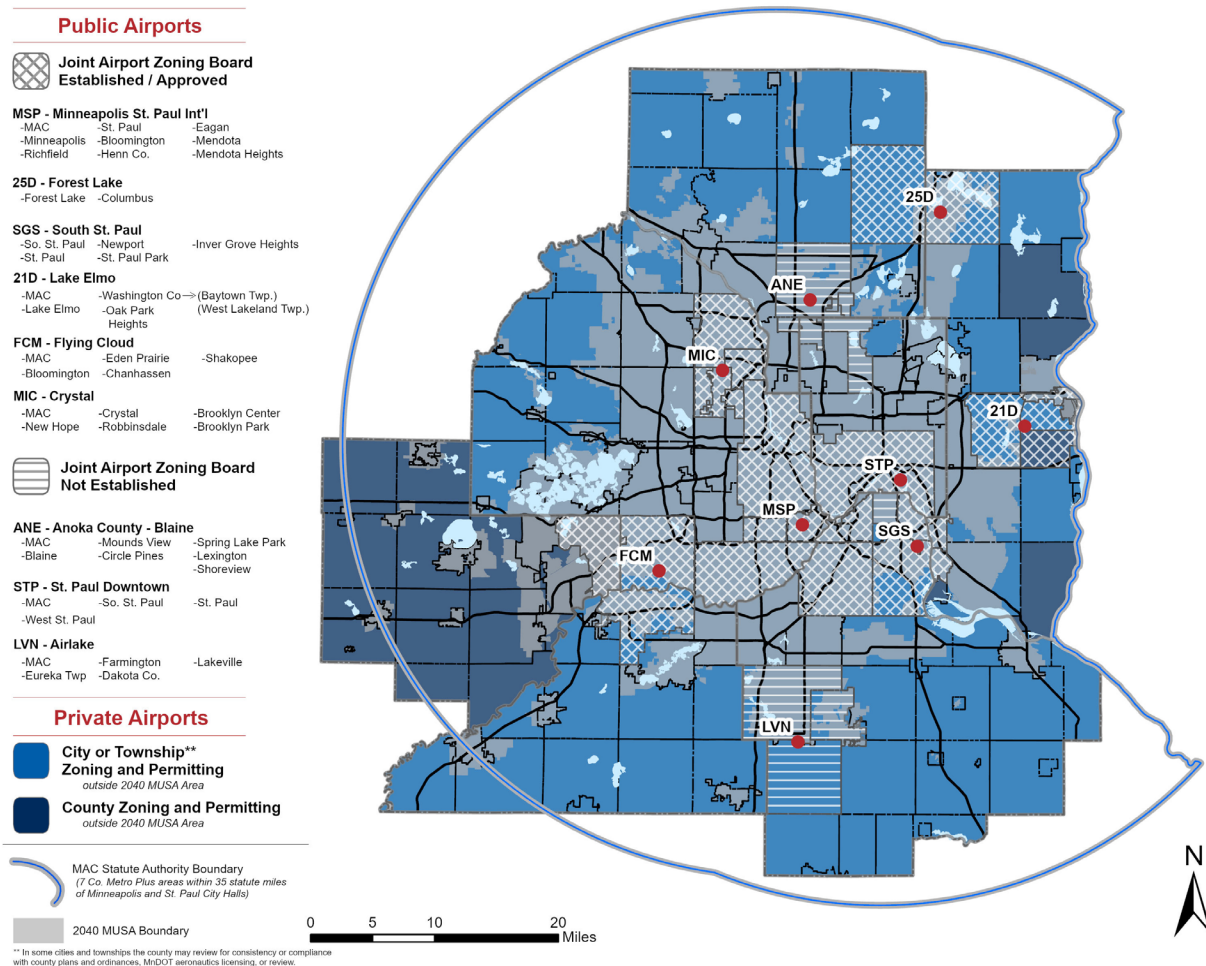 Public Airports
Joint Airport Zoning Board
Established / Approved
MSP - Minneapolis St. Paul Int'l
-MAC -St. Paul -Eagan
-Minneapolis -Bloomington -Mendota
-Richfield -Henn Co. -Mendota Heights
25D - Forest Lake
-Forest Lake -Columbus
SGS - South St. Paul
-So. St. Paul -Newport -Inver Grove Heights
-St. Paul -St. Paul Park
21D - Lake Elmo
-MAC -Washington Co→(Baytown Twp.)
-Lake Elmo -Oak Park (West Lakeland Twp.)
Heights
FCM - Flying Cloud
-MAC -Eden Prairie -Shakopee
-Bloomington -Chanhassen
MIC - Crystal
-MAC -Crystal -Brooklyn Center
-New Hope -Robbinsdale -Brooklyn Park
Joint Airport Zoning Board
Not Established
ANE - Anoka County - Blaine
-MAC -Mounds View -Spring Lake Park
-Blaine -Circle Pines -Lexington
-Shoreview
STP - St. Paul Downtown
-MAC -So. St. Paul -St. Paul
-West St. Paul
LVN - Airlake
-MAC -Farmington -Lakeville
-Eureka Twp -Dakota Co.
Private Airports
City or Township**
Zoning and Permitting
outside 2040 MUSA Area
County Zoning and Permitting
outside 2040 MUSA Area
MAC Statute Authority Boundary
(7 Co. Metro Plus areas within 35 statute miles
of Minneapolis and St. Paul City Halls)
2040 MUSA Boundary
** In some cities and townships the county may review for consistency or compliance
with county plans and ordinances, MnDOT aeronautics licensing, or review.
0 5 10 20
Miles
25D
ANE
MIC
21D
STP
MSP
SGS
FCM
LVN
N